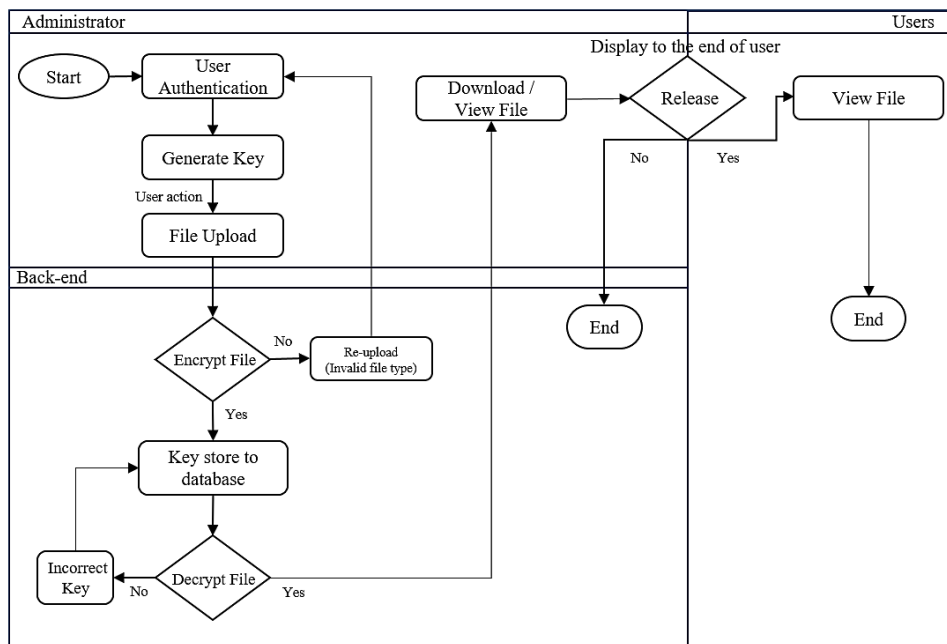 Administrator
Users
Display to the end of user
Start
User
Authentication
Download /
View File
Release
View File
Generate Key
No
Yes
User action
File Upload
Back-end
End
End
Encrypt File
No
Re-upload
(Invalid file type)
Yes
Key store to
database
Incorrect
Key
No
Decrypt File
Yes